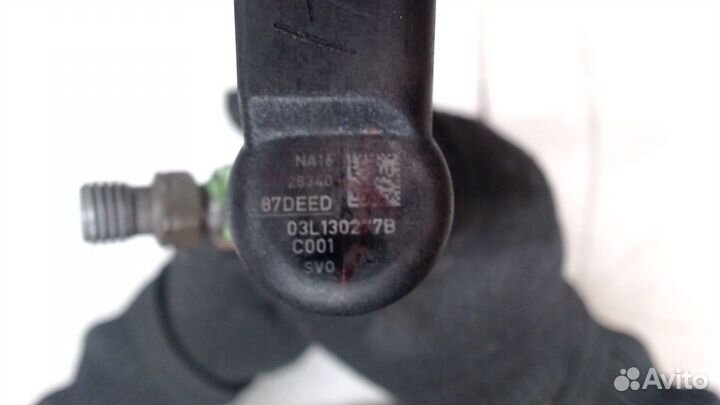 NA16
28340
87DEED
03L130277B
C001
SVO
Avito